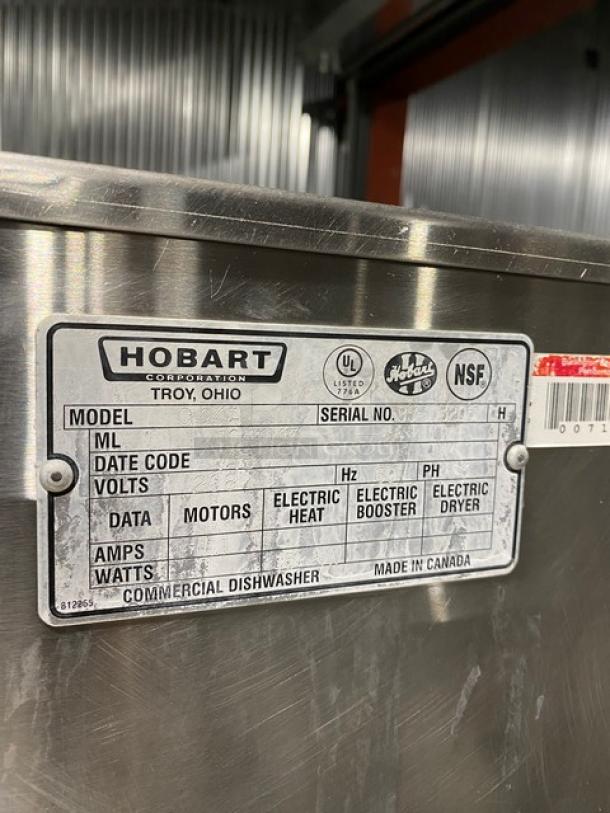 HOBART
CORPORATION
TROY, OHIO
UL
LISTED
776A
Hobart
NSF
MODEL SERIAL NO. H
ML
DATE CODE
VOLTS Hz PH
DATA MOTORS ELECTRIC HEAT ELECTRIC BOOSTER ELECTRIC DRYER
AMPS
WATTS
812265
COMMERCIAL DISHWASHER MADE IN CANADA
0071